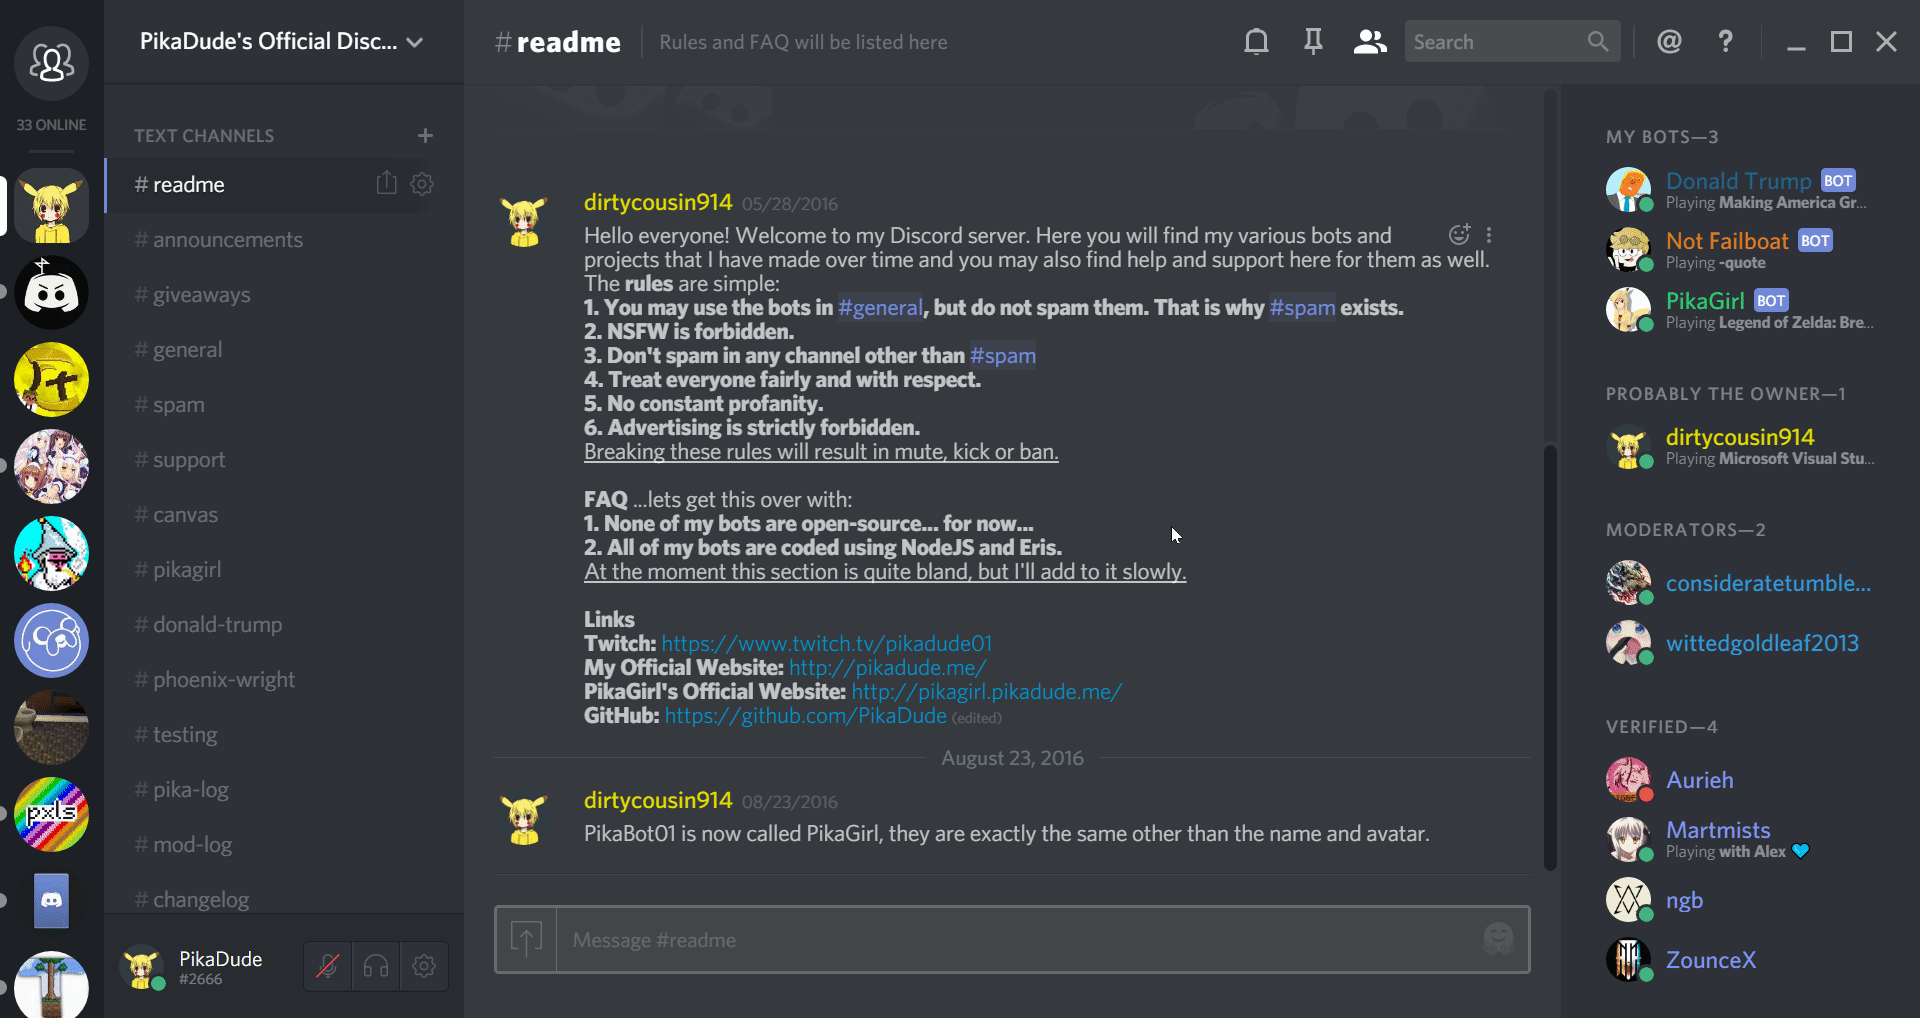 PikaDude's Official Disc...
33 ONLINE
TEXT CHANNELS
# readme
# announcements
# giveaways
# general
# spam
# support
# canvas
# pikagirl
# donald-trump
# phoenix-wright
# testing
# pika-log
# mod-log
# changelog
pxls
PikaDude
#2666
#readme
Rules and FAQ will be listed here
Search
dirtycousin914 05/28/2016
Hello everyone! Welcome to my Discord server. Here you will find my various bots and
projects that I have made over time and you may also find help and support here for them as well.
The rules are simple:
1. You may use the bots in #general, but do not spam them. That is why #spam exists.
2. NSFW is forbidden.
3. Don't spam in any channel other than #spam
4. Treat everyone fairly and with respect.
5. No constant profanity.
6. Advertising is strictly forbidden.
Breaking these rules will result in mute, kick or ban.
FAQ ...lets get this over with:
1. None of my bots are open-source... for now...
2. All of my bots are coded using NodeJS and Eris.
At the moment this section is quite bland, but I'll add to it slowly.
Links
Twitch: https://www.twitch.tv/pikadude01
My Official Website: http://pikadude.me/
PikaGirl's Official Website: http://pikagirl.pikadude.me/
GitHub: https://github.com/PikaDude (edited)
August 23, 2016
dirtycousin914 08/23/2016
PikaBot01 is now called PikaGirl, they are exactly the same other than the name and avatar.
Message #readme
MY BOTS—3
Donald Trump BOT
Playing Making America Gr...
Not Failboat BOT
Playing -quote
PikaGirl BOT
Playing Legend of Zelda: Bre...
PROBABLY THE OWNER—1
dirtycousin914
Playing Microsoft Visual Stu...
MODERATORS—2
consideratetumble...
wittedgoldleaf2013
VERIFIED—4
Aurieh
Martmists
Playing with Alex 💙
ngb
ZounceX